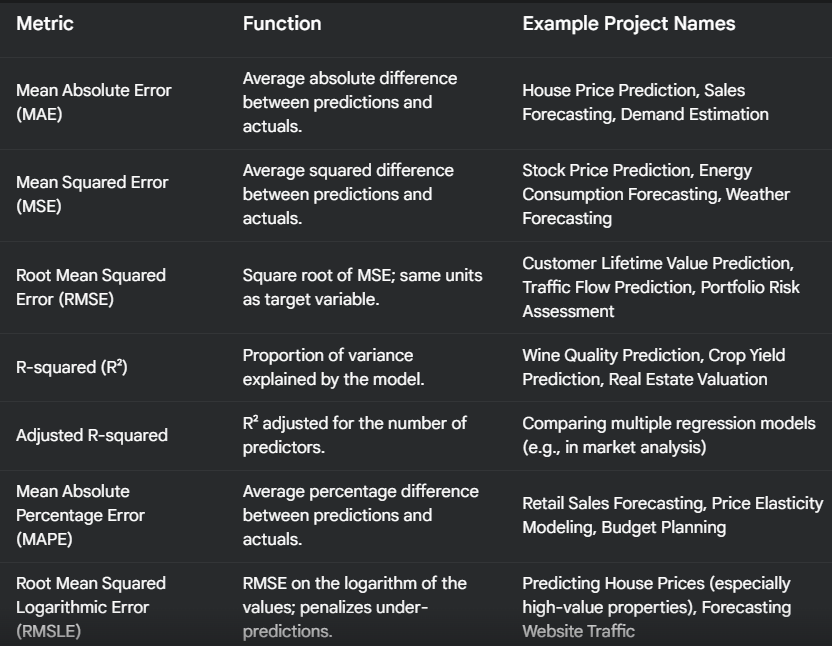 Metric Function Example Project Names
Mean Absolute Error
(MAE)
Average absolute difference
between predictions and
actuals.
House Price Prediction, Sales
Forecasting, Demand Estimation
Mean Squared Error
(MSE)
Average squared difference
between predictions and
actuals.
Stock Price Prediction, Energy
Consumption Forecasting, Weather
Forecasting
Root Mean Squared
Error (RMSE)
Square root of MSE; same units
as target variable.
Customer Lifetime Value Prediction,
Traffic Flow Prediction, Portfolio Risk
Assessment
R-squared (R²)
Proportion of variance
explained by the model.
Wine Quality Prediction, Crop Yield
Prediction, Real Estate Valuation
Adjusted R-squared
R² adjusted for the number of
predictors.
Comparing multiple regression models
(e.g., in market analysis)
Mean Absolute
Percentage Error
(MAPE)
Average percentage difference
between predictions and
actuals.
Retail Sales Forecasting, Price Elasticity
Modeling, Budget Planning
Root Mean Squared
Logarithmic Error
(RMSLE)
RMSE on the logarithm of the
values; penalizes under-
predictions.
Predicting House Prices (especially
high-value properties), Forecasting
Website Traffic